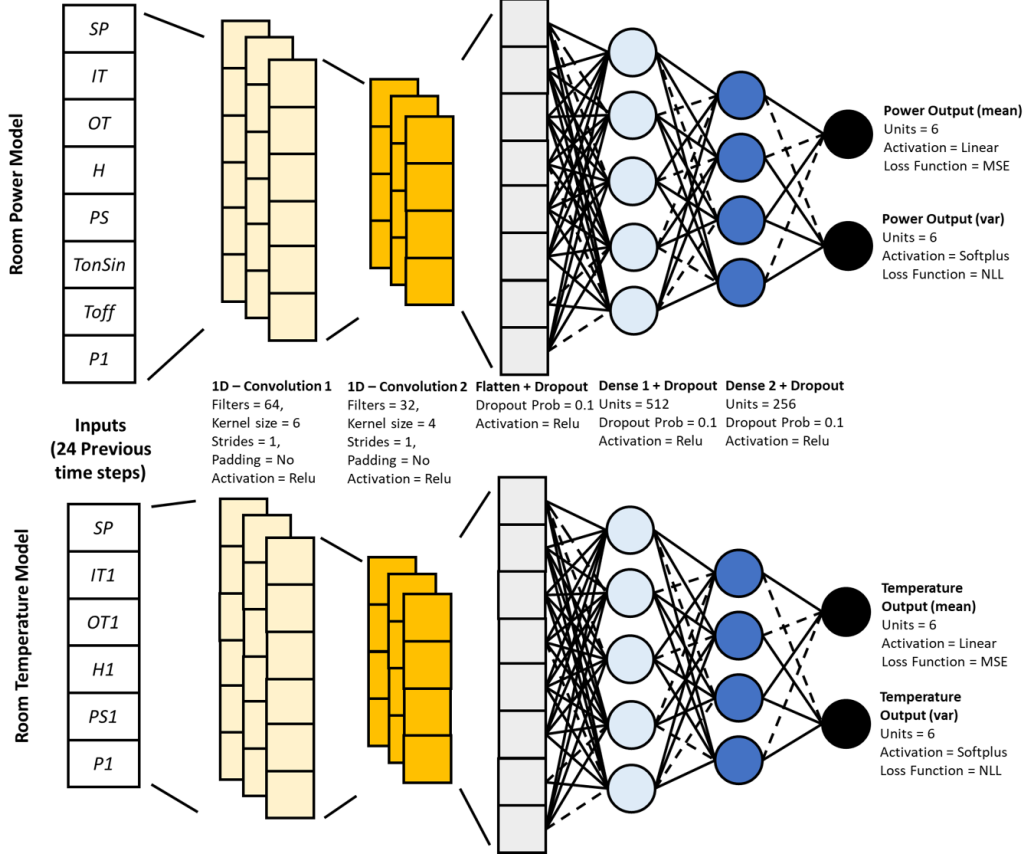 Room Power Model
SP
IT
OT
H
PS
TonSin
Toff
P1
Power Output (mean)
Units = 6
Activation = Linear
Loss Function = MSE
Power Output (var)
Units = 6
Activation = Softplus
Loss Function = NLL
Inputs
(24 Previous
time steps)
1D – Convolution 1
Filters = 64,
Kernel size = 6
Strides = 1,
Padding = No
Activation = Relu
1D – Convolution 2
Filters = 32,
Kernel size = 4
Strides = 1,
Padding = No
Activation = Relu
Flatten + Dropout
Dropout Prob = 0.1
Activation = Relu
Dense 1 + Dropout
Units = 512
Dropout Prob = 0.1
Activation = Relu
Dense 2 + Dropout
Units = 256
Dropout Prob = 0.1
Activation = Relu
Room Temperature Model
SP
IT1
OT1
H1
PS1
P1
Temperature
Output (mean)
Units = 6
Activation = Linear
Loss Function = MSE
Temperature
Output (var)
Units = 6
Activation = Softplus
Loss Function = NLL